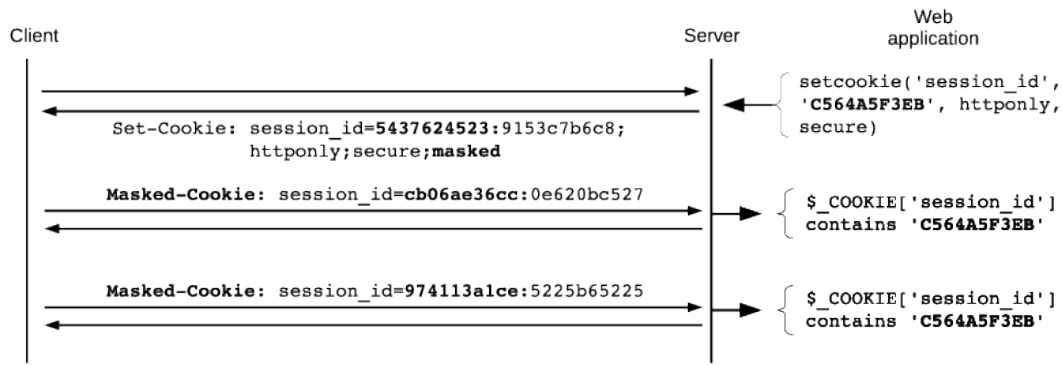 Client
Server
Web
application
setcookie('session_id',
'C564A5F3EB', httponly,
secure)
Set-Cookie: session_id=5437624523:9153c7b6c8;
httponly;secure;masked
Masked-Cookie: session_id=cb06ae36cc:0e620bc527
$_COOKIE['session_id']
contains 'C564A5F3EB'
Masked-Cookie: session_id=974113a1ce:5225b65225
$_COOKIE['session_id']
contains 'C564A5F3EB'